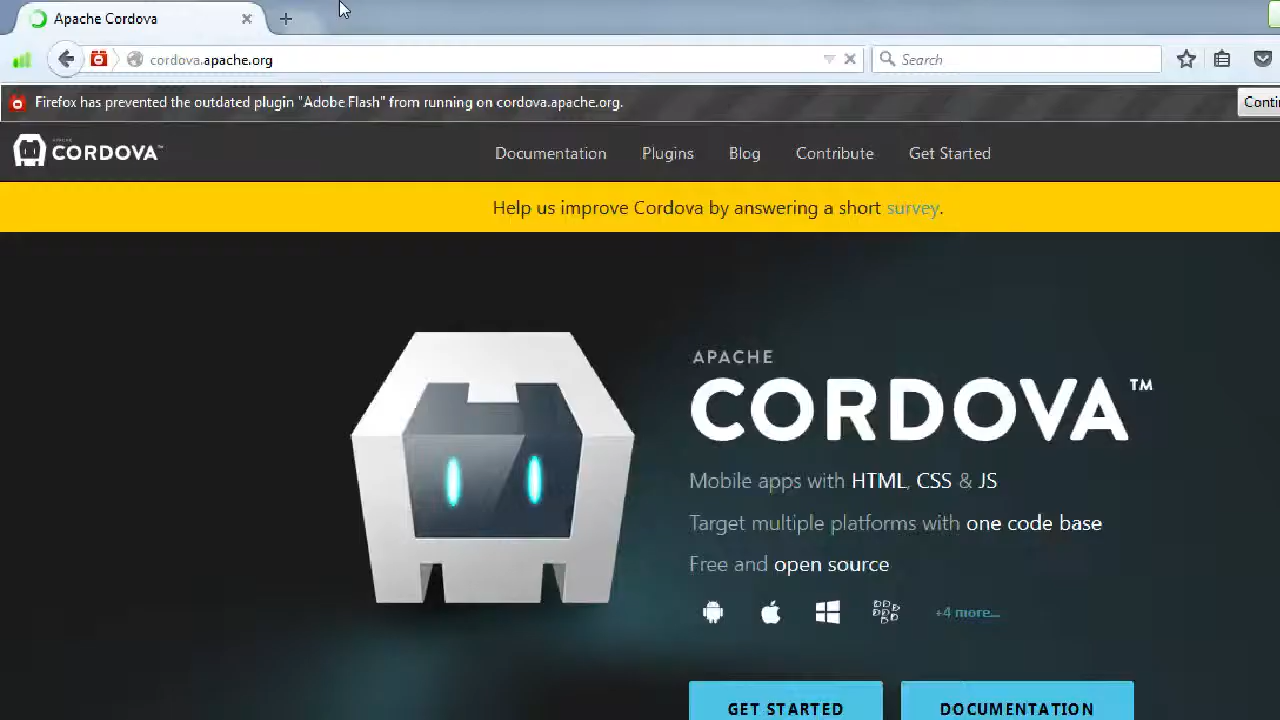 Apache Cordova
cordova.apache.org
Search
Firefox has prevented the outdated plugin "Adobe Flash" from running on cordova.apache.org.
Conti
CORDOVA™
Documentation
Plugins
Blog
Contribute
Get Started
Help us improve Cordova by answering a short survey.
APACHE
CORDOVA™
Mobile apps with HTML, CSS & JS
Target multiple platforms with one code base
Free and open source
+4 more...
GET STARTED
DOCUMENTATION